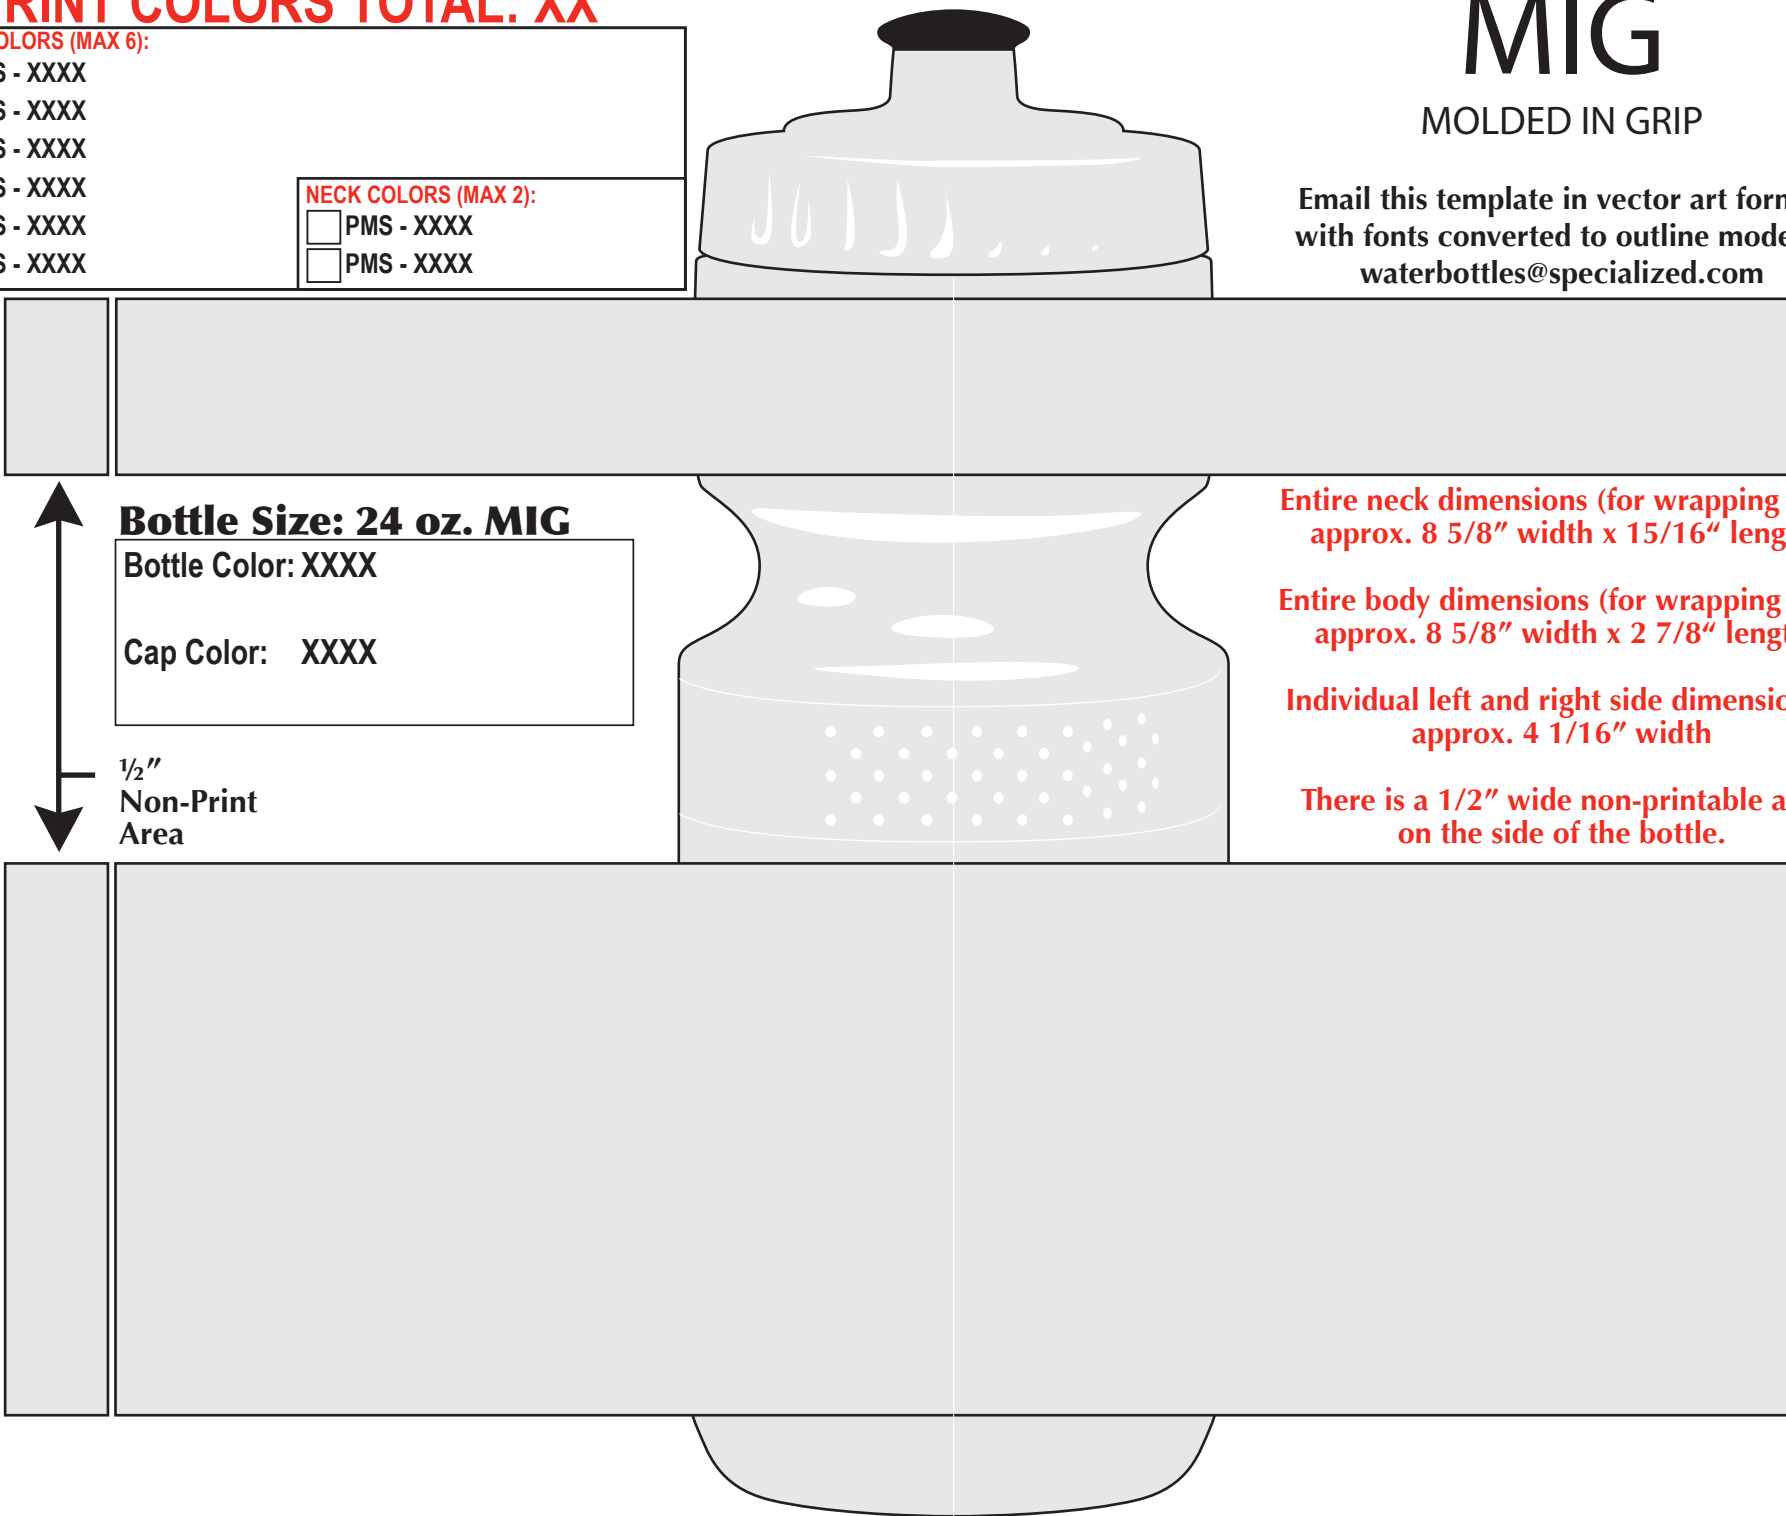 RINT COLORS TOTAL: XX
OLORS (MAX 6):
S - XXXX
S - XXXX
S - XXXX
S - XXXX
S - XXXX
S - XXXX
NECK COLORS (MAX 2):
PMS - XXXX
PMS - XXXX
MIG
MOLDED IN GRIP
Email this template in vector art form
with fonts converted to outline mode
waterbottles@specialized.com
Bottle Size: 24 oz. MIG
Bottle Color: XXXX
Cap Color: XXXX
½"
Non-Print
Area
Entire neck dimensions (for wrapping
approx. 8 5/8" width x 15/16" leng
Entire body dimensions (for wrapping
approx. 8 5/8" width x 2 7/8" lengt
Individual left and right side dimensio
approx. 4 1/16" width
There is a 1/2" wide non-printable a
on the side of the bottle.